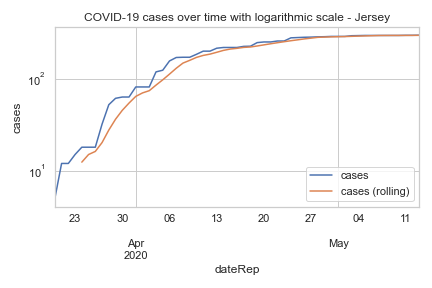 COVID-19 cases over time with logarithmic scale - Jersey
cases
10²
10¹
cases
cases (rolling)
23 30 06 13 20 27 04 11
Apr May
2020
dateRep